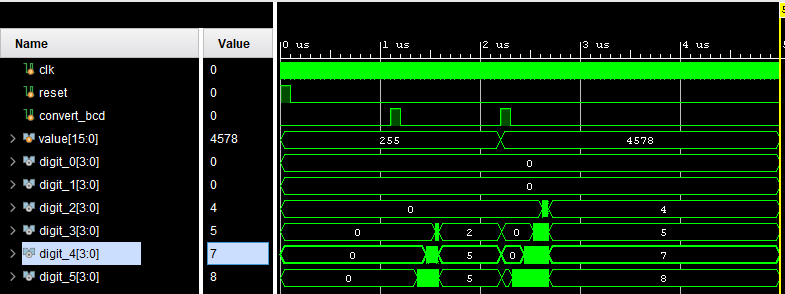 Name Value 0 us 1 us 2 us 3 us 4 us 5
clk 0
reset 0
convert_bcd 0
value[15:0] 4578 255 4578
digit_0[3:0] 0 0
digit_1[3:0] 0 0
digit_2[3:0] 4 0 4
digit_3[3:0] 5 0 2 0 5
digit_4[3:0] 7 0 5 0 7
digit_5[3:0] 8 0 5 8